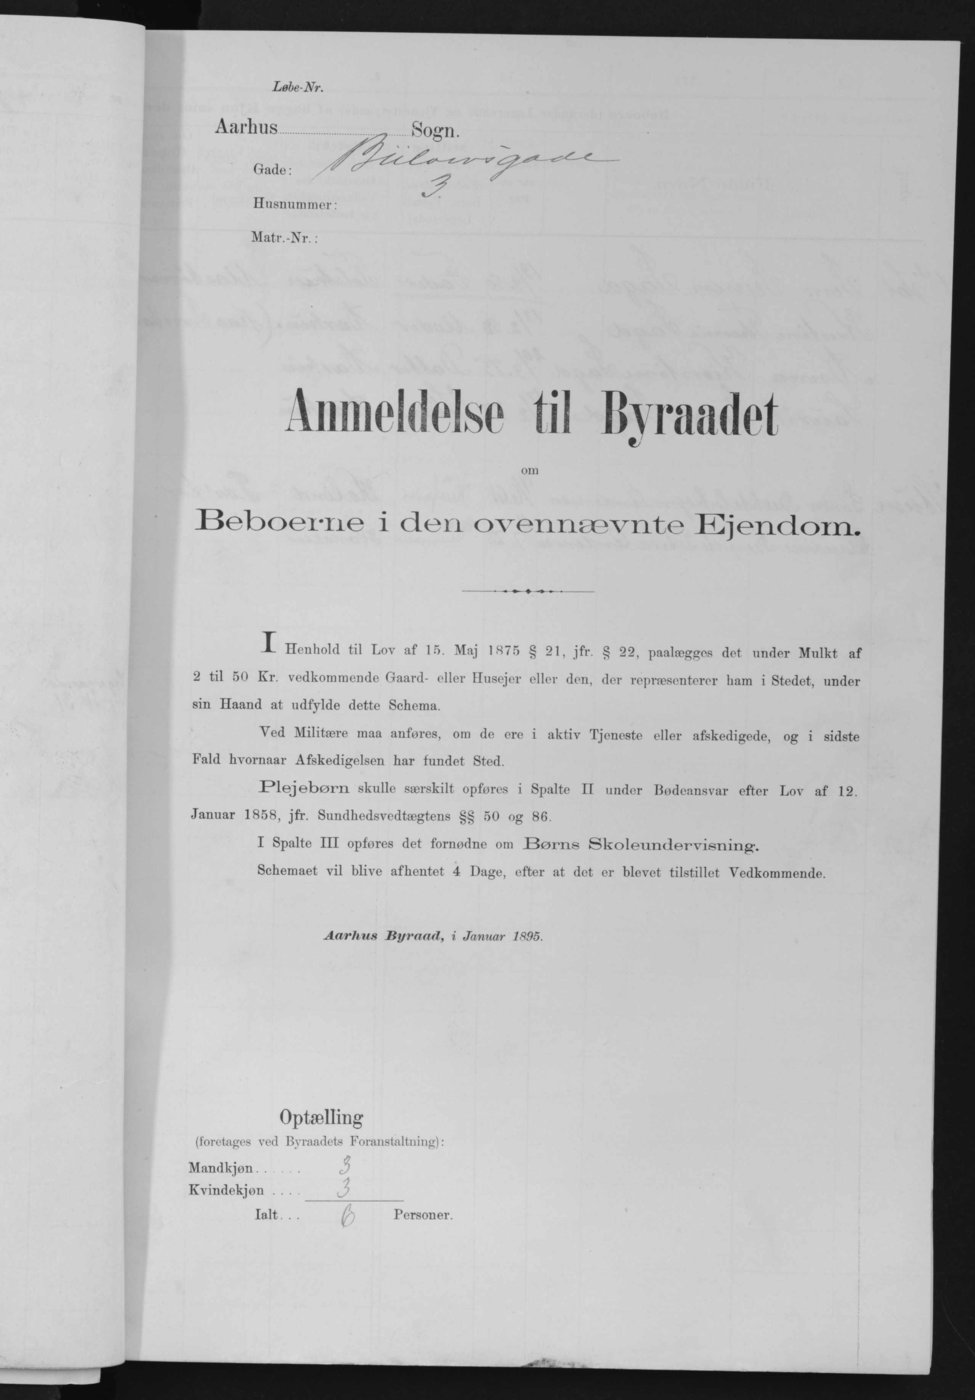 Løbe-Nr.
Aarhus Sogn.
Gade: Bülowsgade
Husnummer: 3.
Matr.-Nr.:
Anmeldelse til Byraadet
om
Beboerne i den ovennævnte Ejendom.
I Henhold til Lov af 15. Maj 1875 § 21, jfr. § 22, paalægges det under Mulkt af
2 til 50 Kr. vedkommende Gaard- eller Husejer eller den, der repræsenterer ham i Stedet, under
sin Haand at udfylde dette Schema.
Ved Militære maa anføres, om de ere i aktiv Tjeneste eller afskedigede, og i sidste
Fald hvornaar Afskedigelsen har fundet Sted.
Plejebørn skulle særskilt opføres i Spalte II under Bødeansvar efter Lov af 12.
Januar 1858, jfr. Sundhedsvedtægtens §§ 50 og 86.
I Spalte III opføres det fornødne om Børns Skoleundervisning.
Schemaet vil blive afhentet 4 Dage, efter at det er blevet tilstillet Vedkommende.
Aarhus Byraad, i Januar 1895.
Optælling
(foretages ved Byraadets Foranstaltning):
Mandkjøn...... 3
Kvindekjøn .... 3
Ialt... 6 Personer.